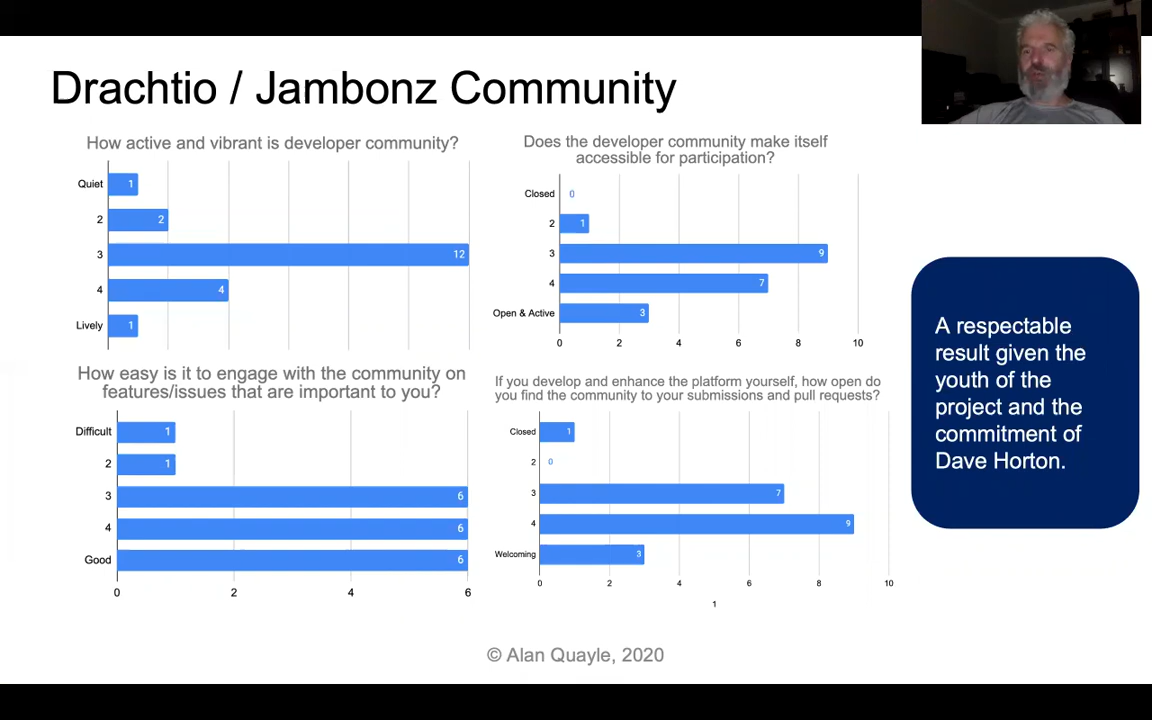 Drachtio / Jambonz Community
How active and vibrant is developer community?
Quiet
1
2
2
3
12
4
4
Lively
1
Does the developer community make itself
accessible for participation?
Closed
0
2
1
3
9
4
7
Open & Active
3
0
2
4
6
8
10
How easy is it to engage with the community on
features/issues that are important to you?
Difficult
1
2
1
3
6
4
6
Good
6
0
2
4
6
If you develop and enhance the platform yourself, how open do
you find the community to your submissions and pull requests?
Closed
1
2
0
3
7
4
9
Welcoming
3
0
2
4
6
8
10
1
A respectable
result given the
youth of the
project and the
commitment of
Dave Horton.
© Alan Quayle, 2020